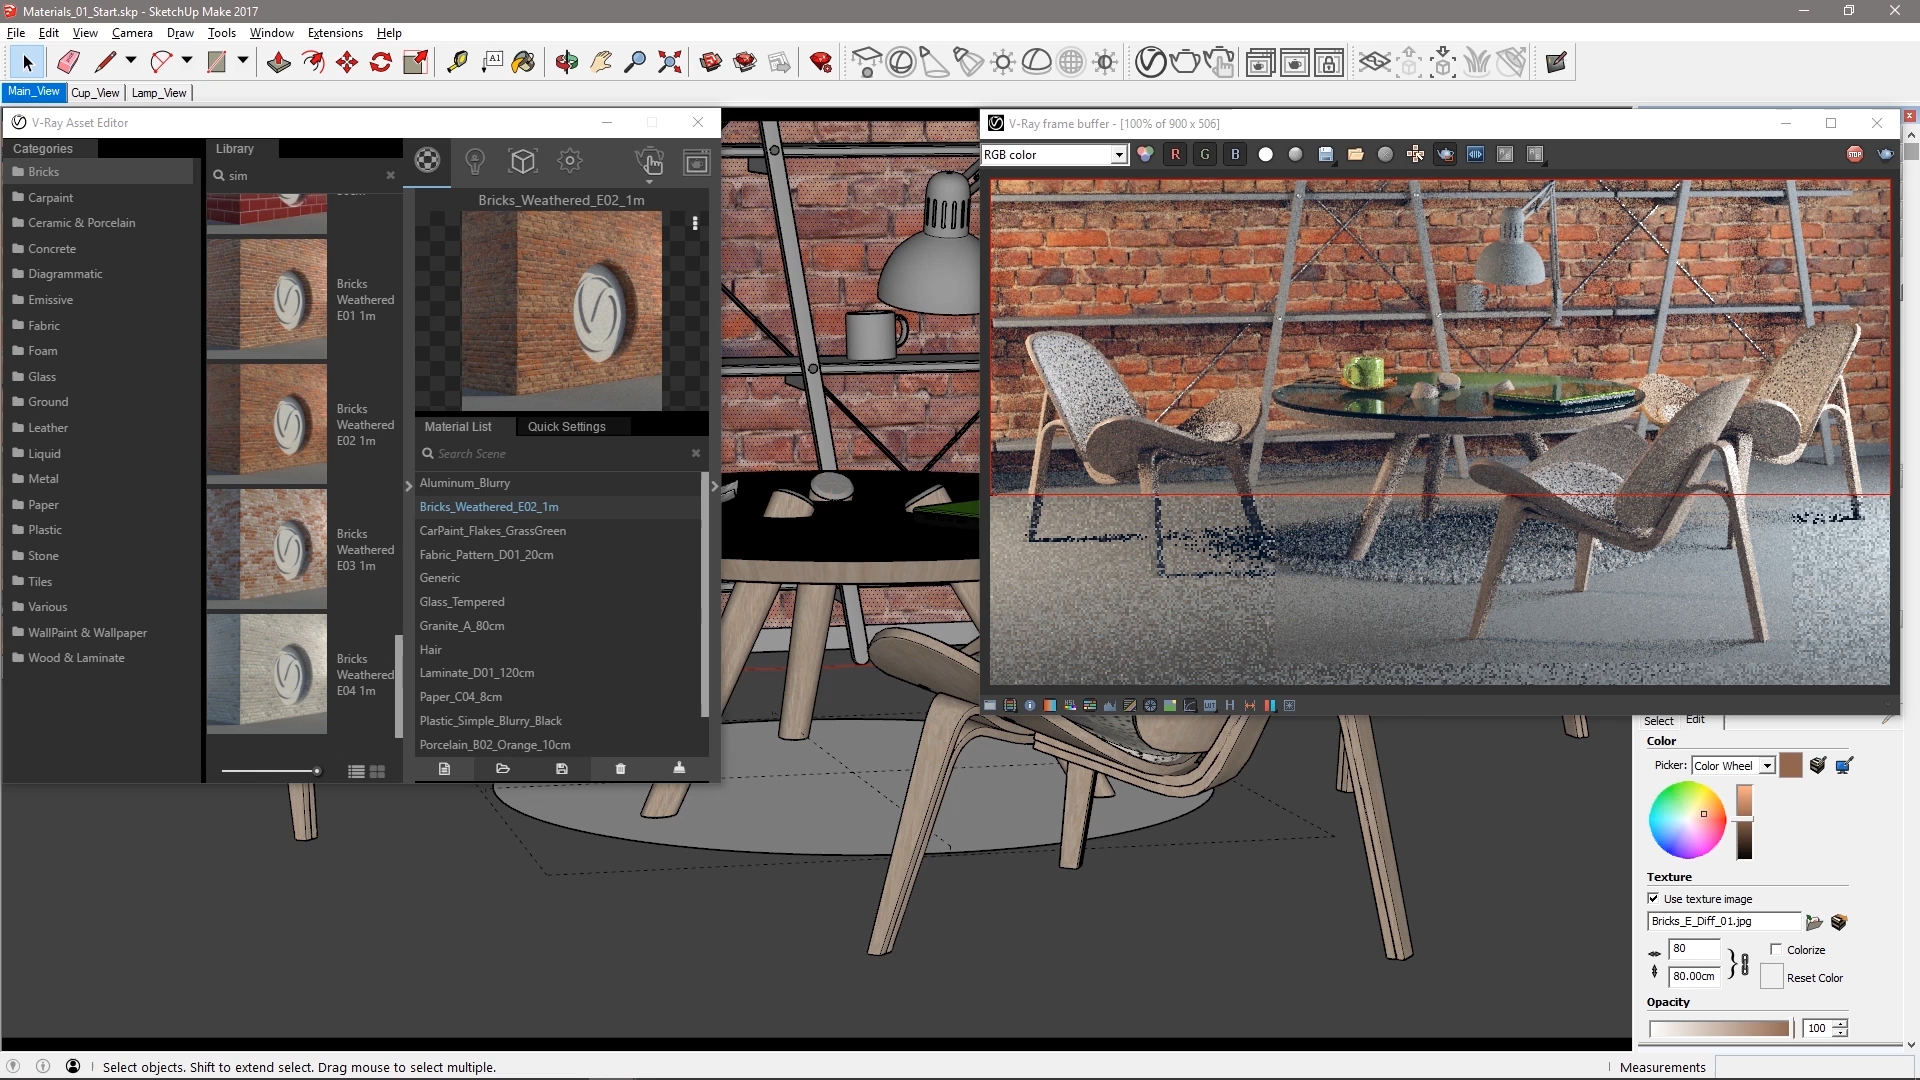 Materials_01_Start.skp - SketchUp Make 2017
File Edit View Camera Draw Tools Window Extensions Help
A1
Main_View Cup_View Lamp_View
V-Ray Asset Editor
Categories
Bricks
Carpaint
Ceramic & Porcelain
Concrete
Diagrammatic
Emissive
Fabric
Foam
Glass
Ground
Leather
Liquid
Metal
Paper
Plastic
Stone
Tiles
Various
WallPaint & Wallpaper
Wood & Laminate
Library
sim
Bricks
Weathered
E01 1m
Bricks
Weathered
E02 1m
Bricks
Weathered
E03 1m
Bricks
Weathered
E04 1m
Bricks_Weathered_E02_1m
Material List Quick Settings
Search Scene
Aluminum_Blurry
Bricks_Weathered_E02_1m
CarPaint_Flakes_GrassGreen
Fabric_Pattern_D01_20cm
Generic
Glass_Tempered
Granite_A_80cm
Hair
Laminate_D01_120cm
Paper_C04_8cm
Plastic_Simple_Blurry_Black
Porcelain_B02_Orange_10cm
V-Ray frame buffer - [100% of 900 x 506]
RGB color R G B
STOP
Select Edit
Color
Picker: Color Wheel
Texture
Use texture image
Bricks_E_Diff_01.jpg
80
Colorize
80.00cm
Reset Color
Opacity
100
Select objects. Shift to extend select. Drag mouse to select multiple.
Measurements